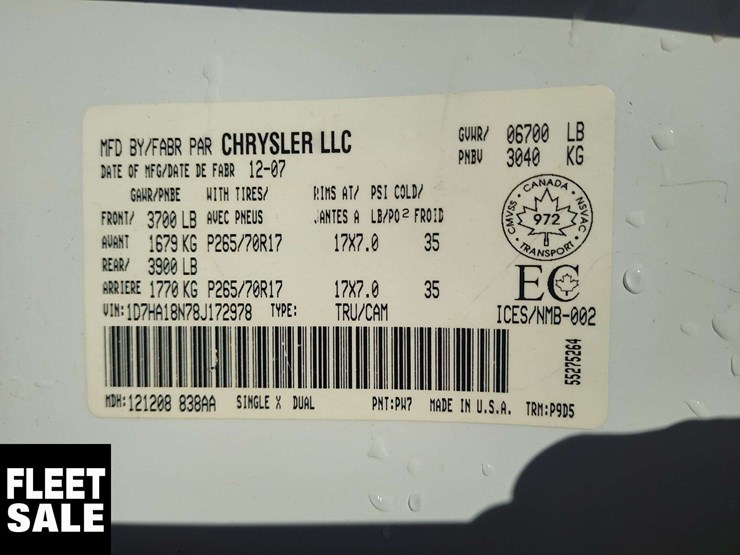 MFD BY/FABR PAR CHRYSLER LLC
DATE OF MFG/DATE DE FABR 12-07
GVWR/ 06700 LB
PNBV 3040 KG
GAWR/PNBE WITH TIRES/ RIMS AT/ PSI COLD/
FRONT/ 3700 LB AVEC PNEUS JANTES A LB/PO2 FROID
AVANT 1679 KG P265/70R17 17X7.0 35
REAR/ 3900 LB
ARRIERE 1770 KG P265/70R17 17X7.0 35
VIN:1D7HA18N78J172978 TYPE: TRU/CAM
CANADA
CMVSS 972 NSVAC
TRANSPORT
EC
ICES/NMB-002
55275264
MDH:121208 838AA SINGLE X DUAL PNT:PW7 MADE IN U.S.A. TRM:P9D5
FLEET
SALE